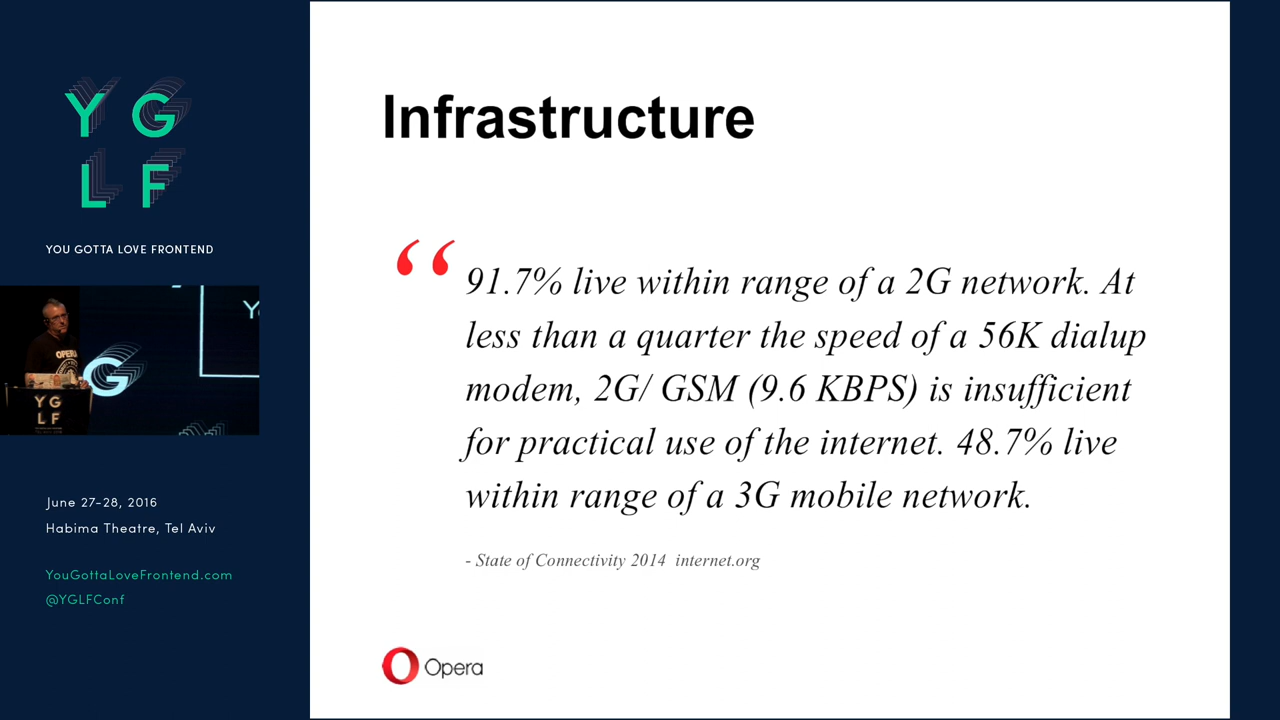 Y G
L F
YOU GOTTA LOVE FRONTEND
OPERA
G
Y G
L F
June 27-28, 2016
Habima Theatre, Tel Aviv
YouGottaLoveFrontend.com
@YGLFConf
Infrastructure
“91.7% live within range of a 2G network. At
less than a quarter the speed of a 56K dialup
modem, 2G/ GSM (9.6 KBPS) is insufficient
for practical use of the internet. 48.7% live
within range of a 3G mobile network.
- State of Connectivity 2014 internet.org
Opera